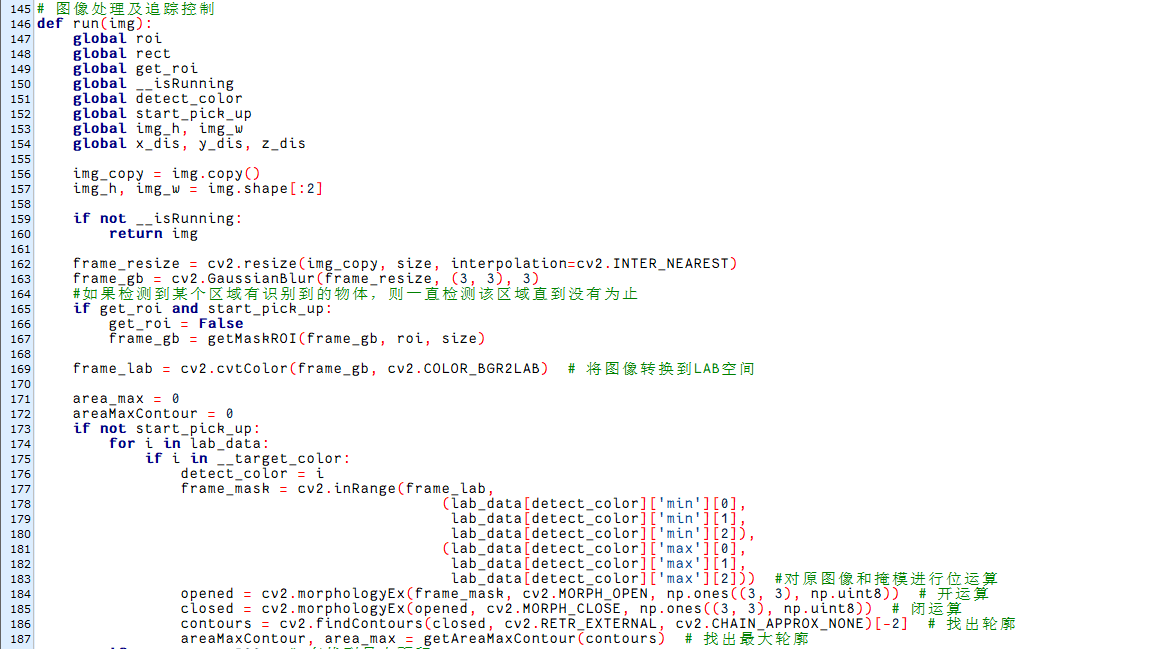 145 # 图像处理及追踪控制
146 def run(img):
147     global roi
148     global rect
149     global get_roi
150     global __isRunning
151     global detect_color
152     global start_pick_up
153     global img_h, img_w
154     global x_dis, y_dis, z_dis
155
156     img_copy = img.copy()
157     img_h, img_w = img.shape[:2]
158
159     if not __isRunning:
160         return img
161
162     frame_resize = cv2.resize(img_copy, size, interpolation=cv2.INTER_NEAREST)
163     frame_gb = cv2.GaussianBlur(frame_resize, (3, 3), 3)
164     #如果检测到某个区域有识别到的物体，则一直检测该区域直到没有为止
165     if get_roi and start_pick_up:
166         get_roi = False
167         frame_gb = getMaskROI(frame_gb, roi, size)
168
169     frame_lab = cv2.cvtColor(frame_gb, cv2.COLOR_BGR2LAB)  # 将图像转换到LAB空间
170
171     area_max = 0
172     areaMaxContour = 0
173     if not start_pick_up:
174         for i in lab_data:
175             if i in __target_color:
176                 detect_color = i
177                 frame_mask = cv2.inRange(frame_lab,
178                                              (lab_data[detect_color]['min'][0],
179                                               lab_data[detect_color]['min'][1],
180                                               lab_data[detect_color]['min'][2]),
181                                              (lab_data[detect_color]['max'][0],
182                                               lab_data[detect_color]['max'][1],
183                                               lab_data[detect_color]['max'][2]))  #对原图像和掩模进行位运算
184                 opened = cv2.morphologyEx(frame_mask, cv2.MORPH_OPEN, np.ones((3, 3), np.uint8))  # 开运算
185                 closed = cv2.morphologyEx(opened, cv2.MORPH_CLOSE, np.ones((3, 3), np.uint8))  # 闭运算
186                 contours = cv2.findContours(closed, cv2.RETR_EXTERNAL, cv2.CHAIN_APPROX_NONE)[-2]  # 找出轮廓
187                 areaMaxContour, area_max = getAreaMaxContour(contours)  # 找出最大轮廓